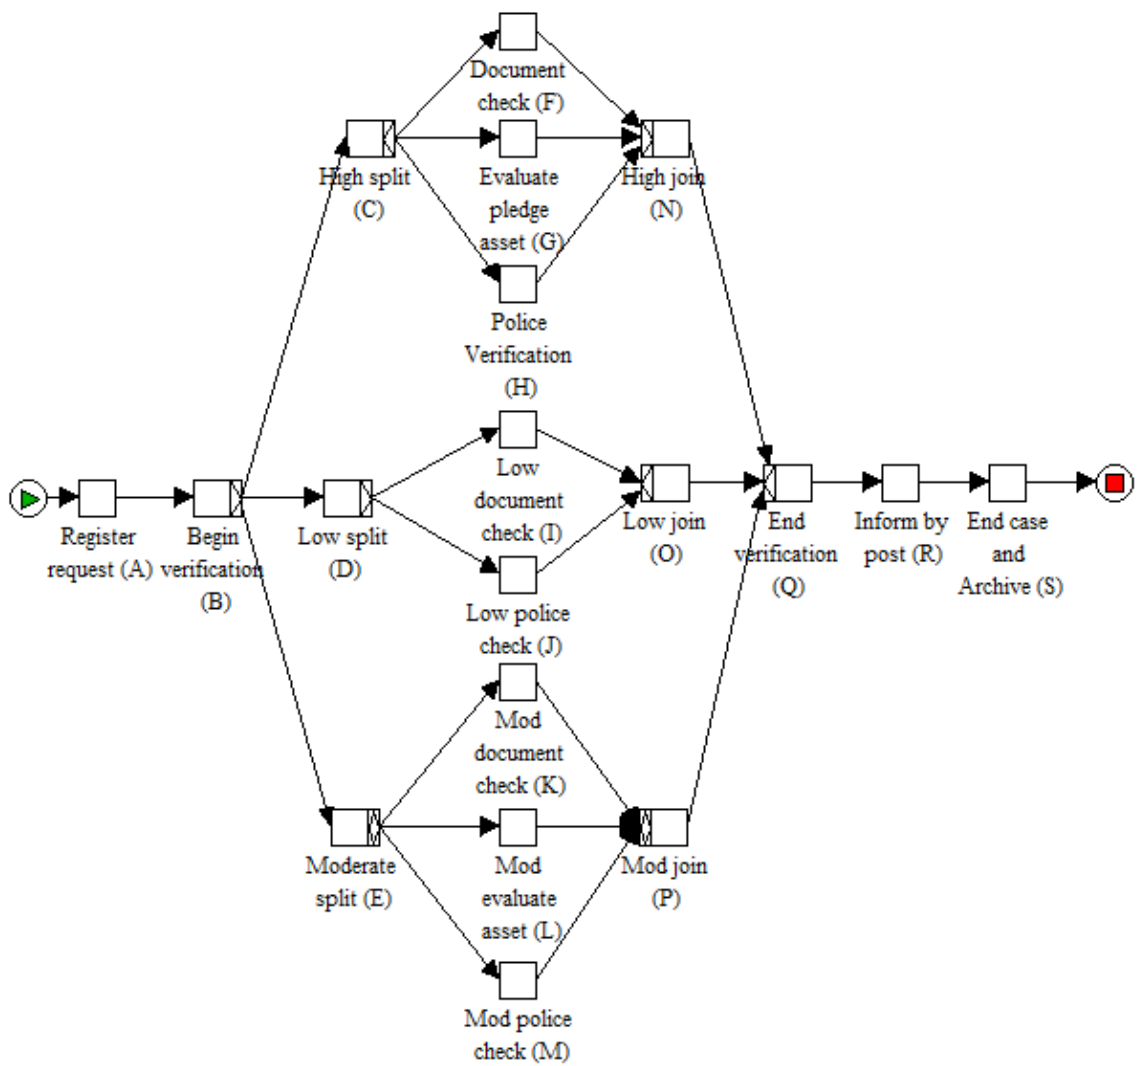 Document
check (F)
High split
(C)
Evaluate
pledge
asset (G)
High join
(N)
Police
Verification
(H)
Register
request (A)
Begin
verification
(B)
Low split
(D)
Low
document
check (I)
Low join
(O)
End
verification
(Q)
Inform by
post (R)
End case
and
Archive (S)
Low police
check (J)
Mod
document
check (K)
Moderate
split (E)
Mod
evaluate
asset (L)
Mod join
(P)
Mod police
check (M)